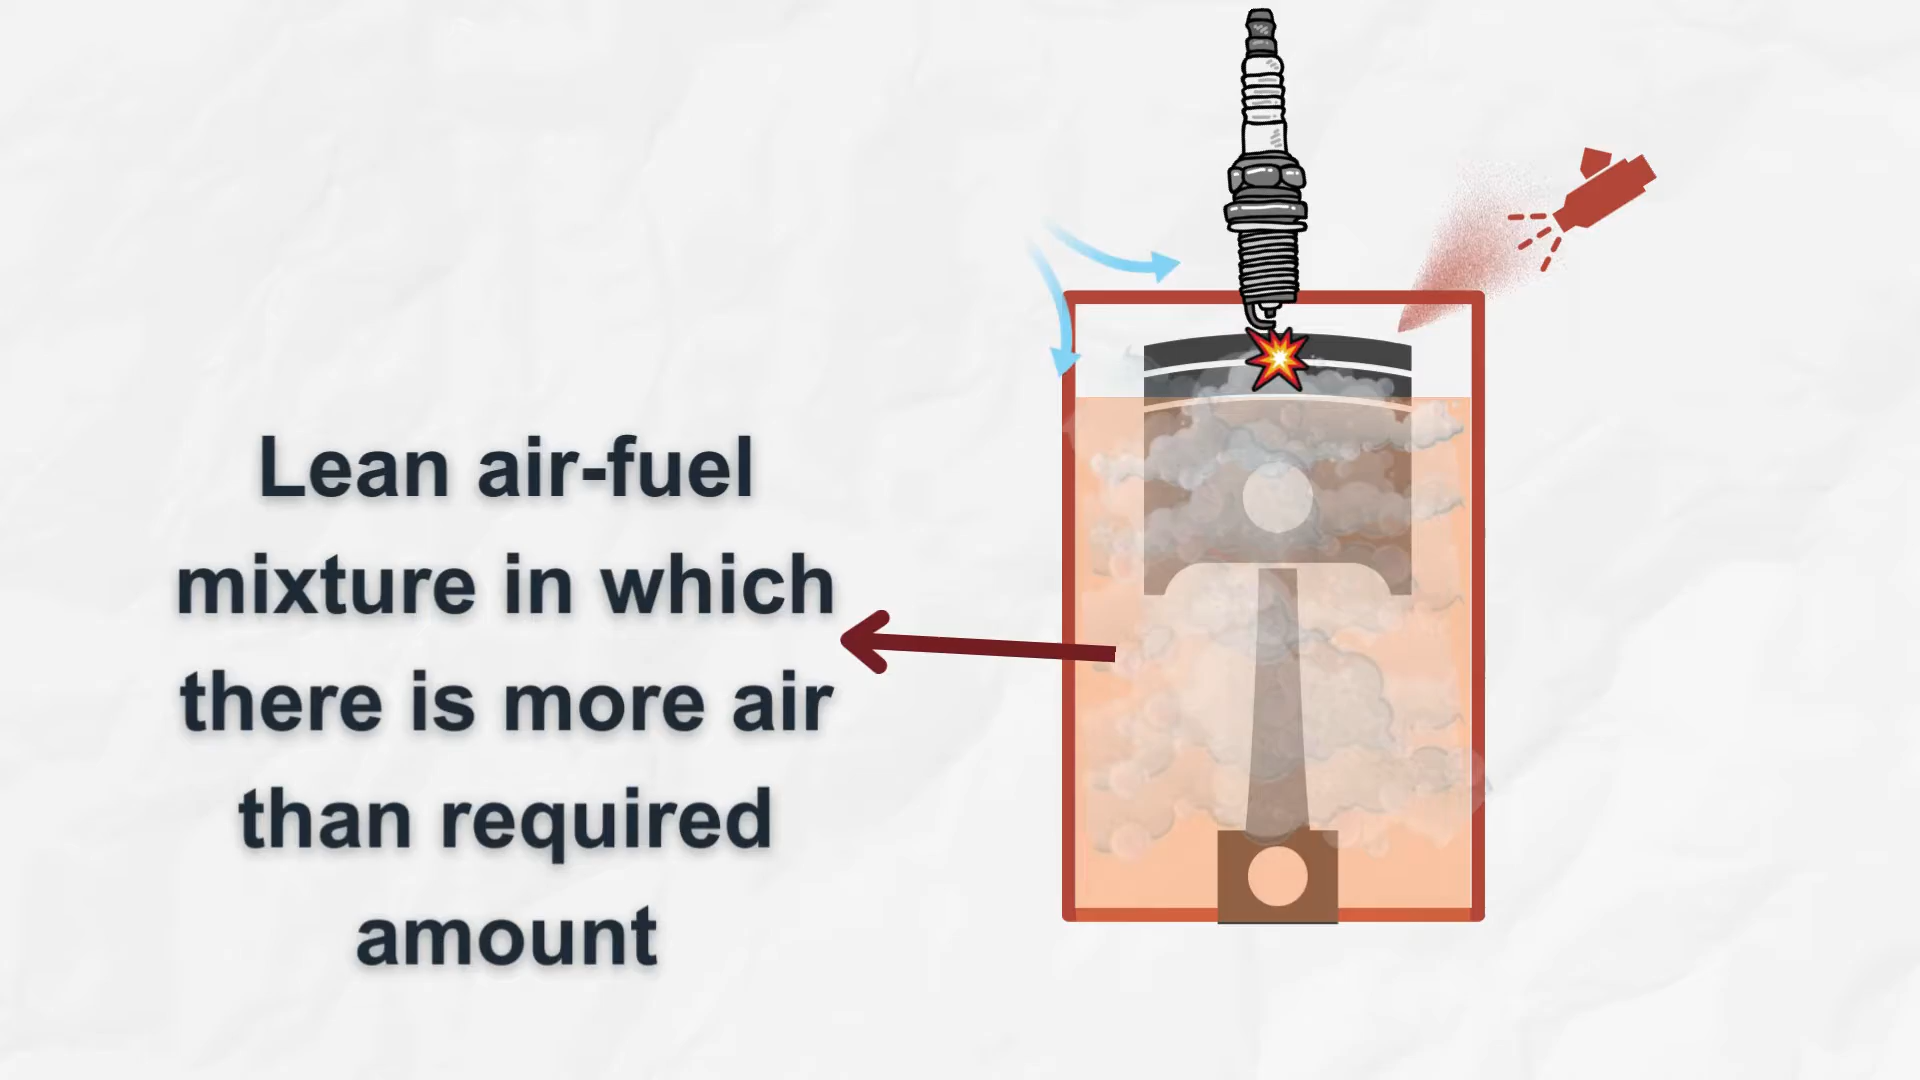 Lean air-fuel
mixture in which
there is more air
than required
amount